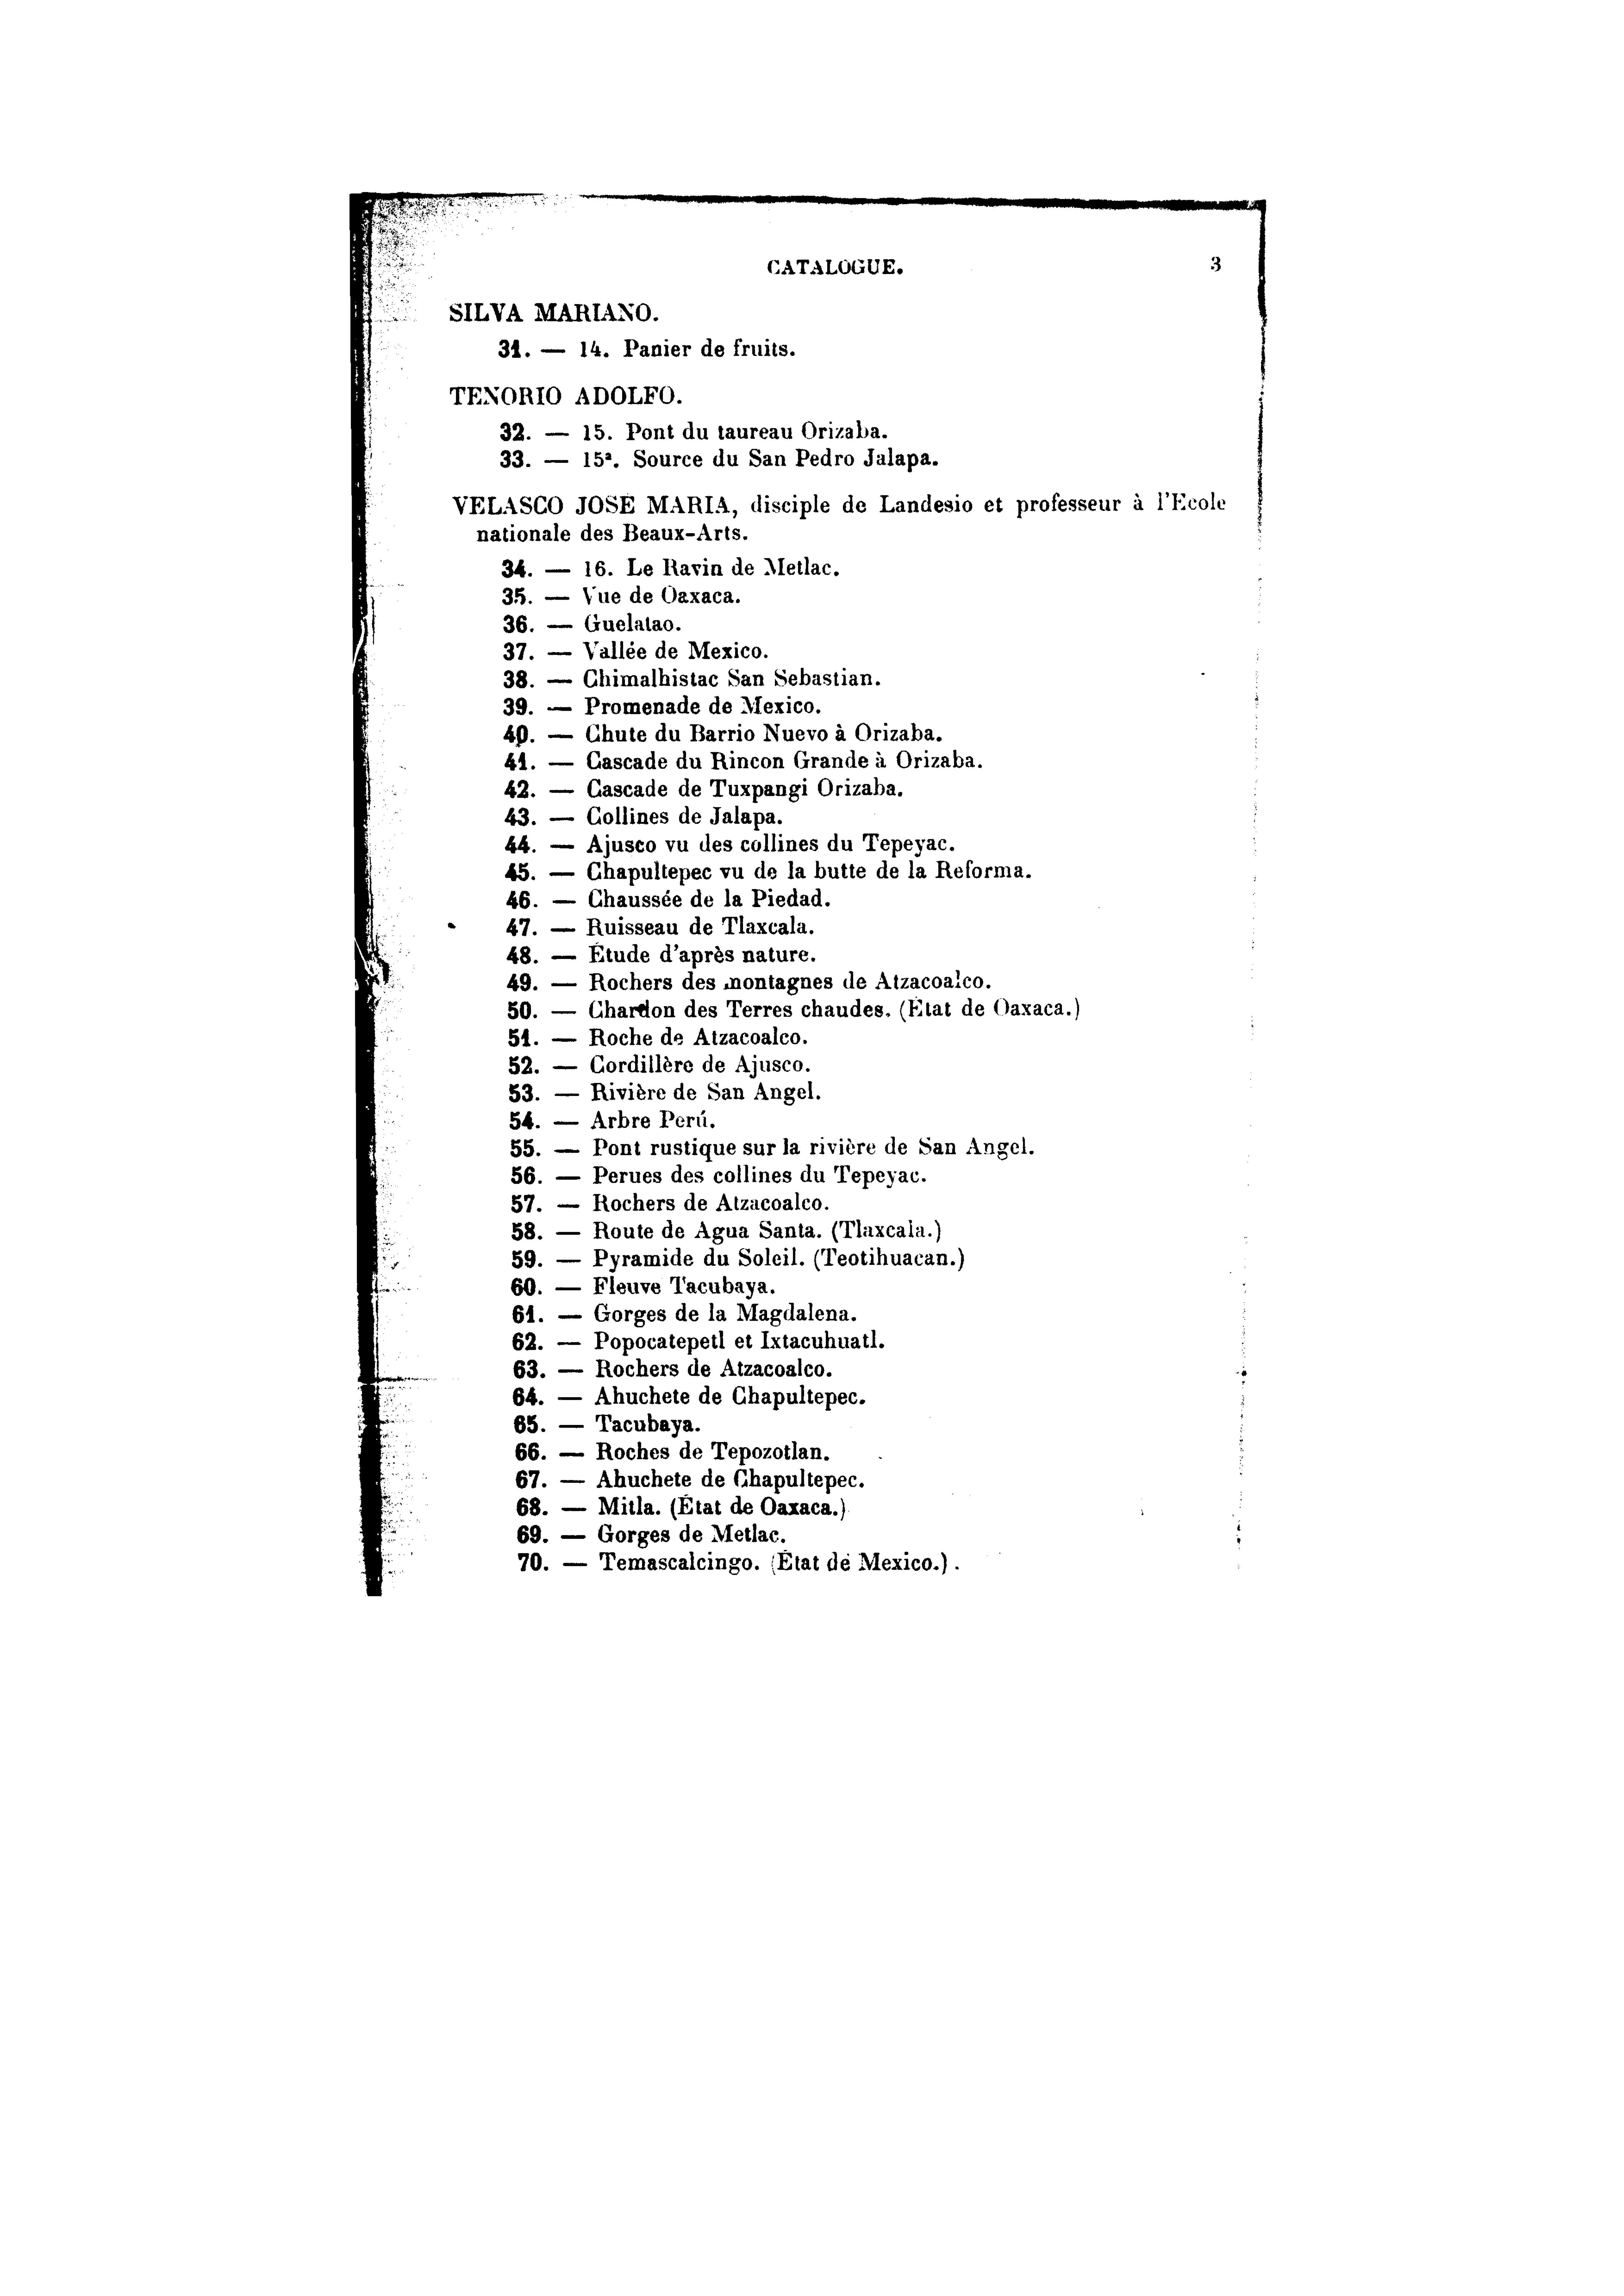 CATALOGUE. 3
SILVA MARIANO.
31. — 14. Panier de fruits.
TENORIO ADOLFO.
32. — 15. Pont du taureau Orizaba.
33. — 15ª. Source du San Pedro Jalapa.
VELASCO JOSÉ MARIA, disciple de Landesio et professeur à l'Ecole
nationale des Beaux-Arts.
34. — 16. Le Ravin de Metlac.
35. — Vue de Oaxaca.
36. — Guelatao.
37. — Vallée de Mexico.
38. — Chimalhistac San Sebastian.
39. — Promenade de Mexico.
40. — Chute du Barrio Nuevo à Orizaba.
41. — Cascade du Rincon Grande à Orizaba.
42. — Cascade de Tuxpangi Orizaba.
43. — Collines de Jalapa.
44. — Ajusco vu des collines du Tepeyac.
45. — Chapultepec vu de la butte de la Reforma.
46. — Chaussée de la Piedad.
47. — Ruisseau de Tlaxcala.
48. — Étude d'après nature.
49. — Rochers des montagnes de Atzacoalco.
50. — Chardon des Terres chaudes. (État de Oaxaca.)
51. — Roche de Atzacoalco.
52. — Cordillère de Ajusco.
53. — Rivière de San Angel.
54. — Arbre Perú.
55. — Pont rustique sur la rivière de San Angel.
56. — Perues des collines du Tepeyac.
57. — Rochers de Atzacoalco.
58. — Route de Agua Santa. (Tlaxcala.)
59. — Pyramide du Soleil. (Teotihuacan.)
60. — Fleuve Tacubaya.
61. — Gorges de la Magdalena.
62. — Popocatepetl et Ixtacuhuatl.
63. — Rochers de Atzacoalco.
64. — Ahuchete de Chapultepec.
65. — Tacubaya.
66. — Roches de Tepozotlan.
67. — Ahuchete de Chapultepec.
68. — Mitla. (État de Oaxaca.)
69. — Gorges de Metlac.
70. — Temascalcingo. (État de Mexico.).